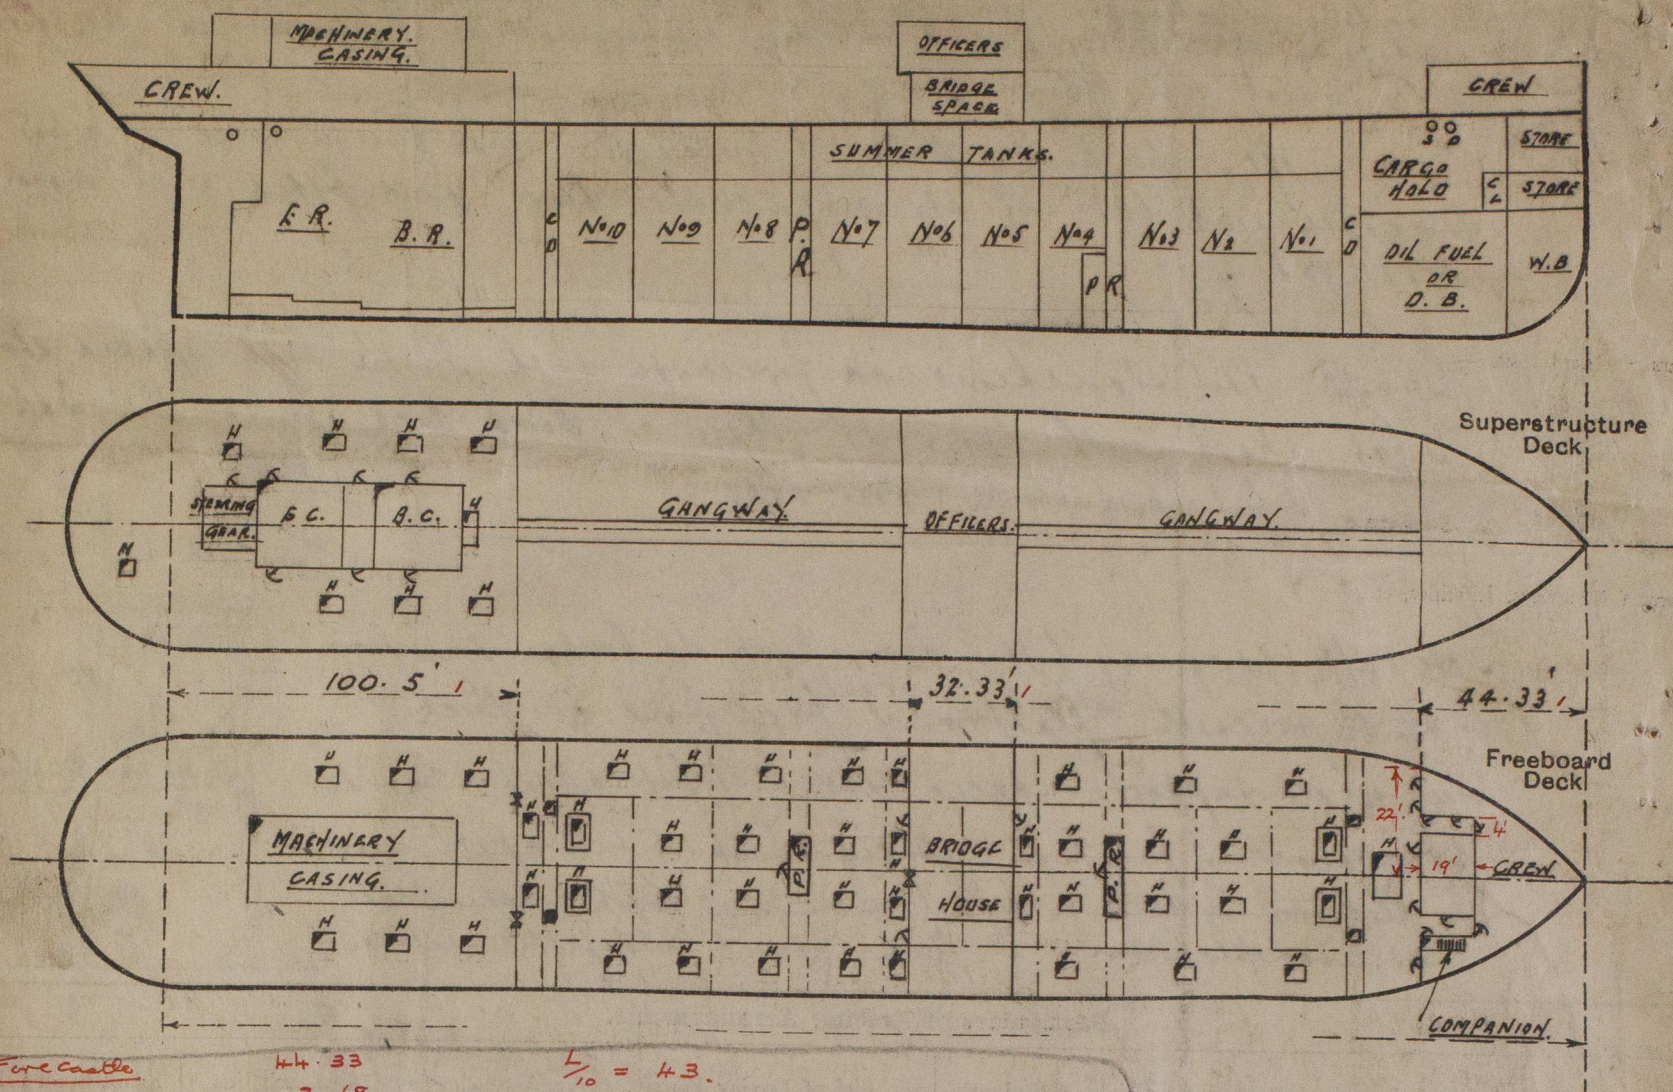 MACHINERY.
CASING.
OFFICERS
CREW.
BRIDGE
SPACE.
CREW
SUMMER TANKS.
S D
STORE
CARGO
HOLD
C
L
STORE
E. R.
B. R.
C
D
No10
No9
No8
P.
R.
No7
No6
No5
No4
P R
No3
No2
No1
C
D
OIL FUEL
OR
D. B.
W.B
Superstructure
Deck
H H H H
STEERING
GEAR.
E C.
B.C.
H
GANGWAY.
OFFICERS.
GANGWAY.
H
H H H
100.5'
32.33'
44.33'
Freeboard
Deck
H H H H H H H H H H H
22'
4'
H H H H H H H H H H
MACHINERY
CASING.
P.R.
BRIDGE
HOUSE
P.R.
H
19'
CREW
H H H H H H H H H H
H H H H H H H H H H H
COMPANION.
Forecastle
44.33
L/10 = 43.